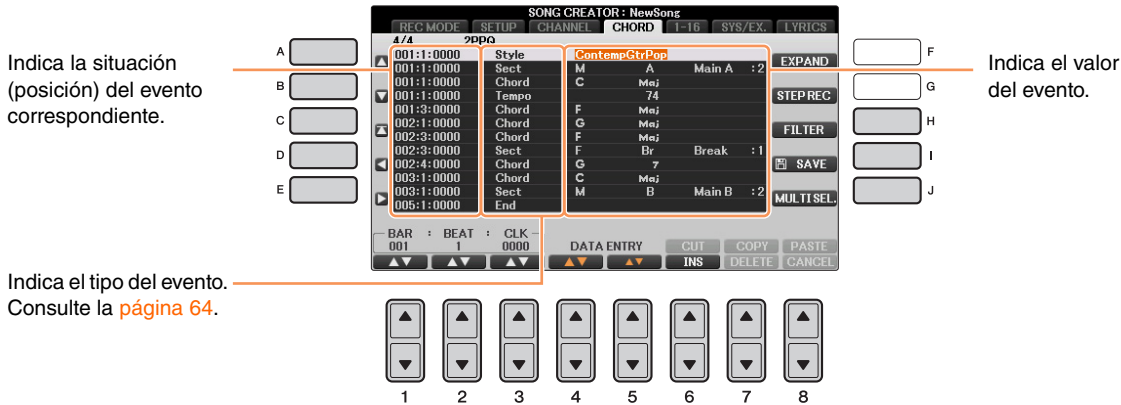 SONG CREATOR : NewSong
REC MODE SETUP CHANNEL CHORD 1-16 SYS/EX. LYRICS
4/4 2PPQ
001:1:0000 Style ContempGtrPop
001:1:0000 Sect M A Main A :2
001:1:0000 Chord C Maj
001:1:0000 Tempo 74
001:3:0000 Chord F Maj
002:1:0000 Chord G Maj
002:3:0000 Chord F Maj
002:3:0000 Sect F Br Break :1
002:4:0000 Chord G 7
003:1:0000 Chord C Maj
003:1:0000 Sect M B Main B :2
005:1:0000 End
EXPAND
STEP REC
FILTER
SAVE
MULTI SEL.
BAR : BEAT : CLK
001 1 0000
DATA ENTRY
CUT COPY PASTE
INS DELETE CANCEL
A
B
C
D
E
F
G
H
I
J
Indica la situación
(posición) del evento
correspondiente.
Indica el valor
del evento.
Indica el tipo del evento.
Consulte la página 64.
1 2 3 4 5 6 7 8